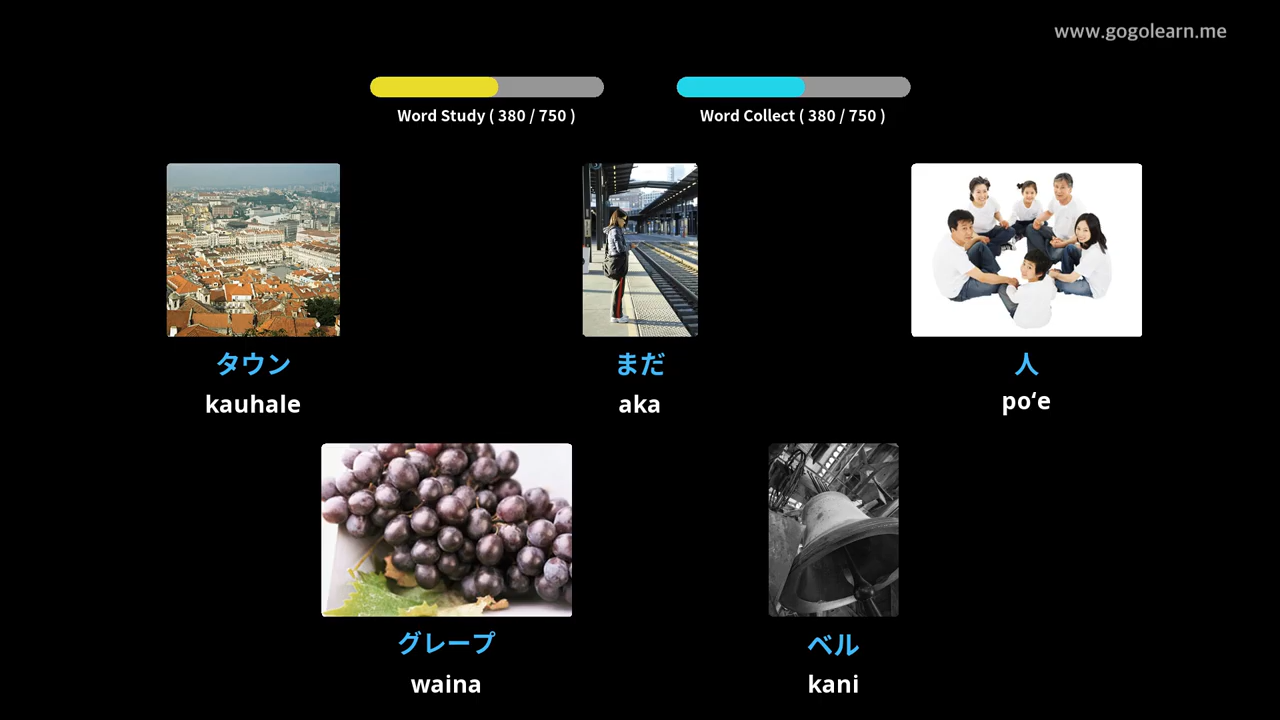 www.gogolearn.me
Word Study ( 380 / 750 )
Word Collect ( 380 / 750 )
タウン
kauhale
まだ
aka
人
poʻe
グレープ
waina
ベル
kani